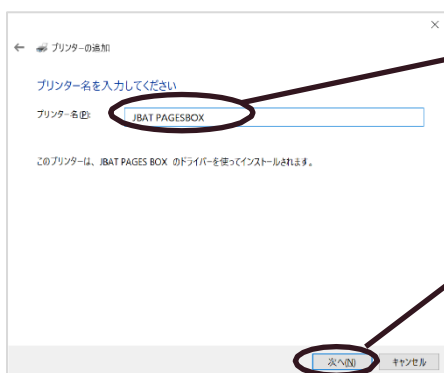 プリンターの追加
プリンター名を入力してください
プリンター名(P): JBAT PAGESBOX
このプリンターは、JBAT PAGES BOX のドライバーを使ってインストールされます。
次へ(N) キャンセル